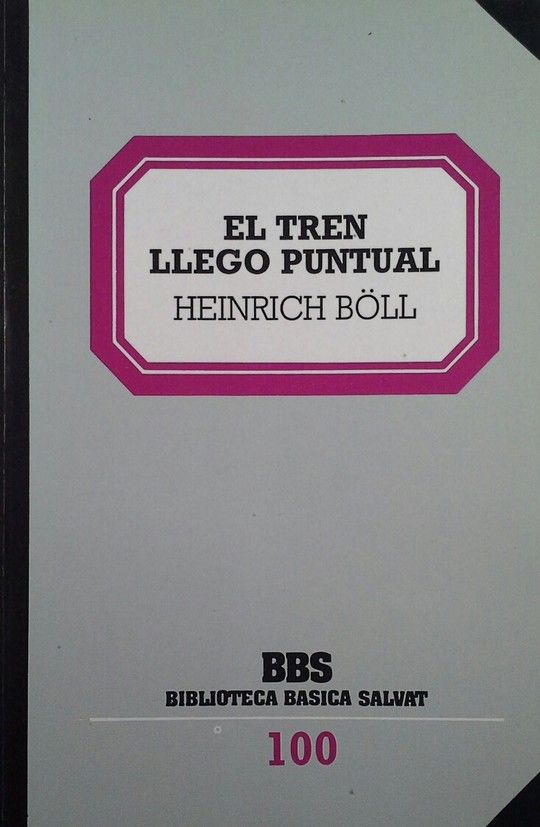 EL TREN
LLEGO PUNTUAL
HEINRICH BÖLL
BBS
BIBLIOTECA BASICA SALVAT
100